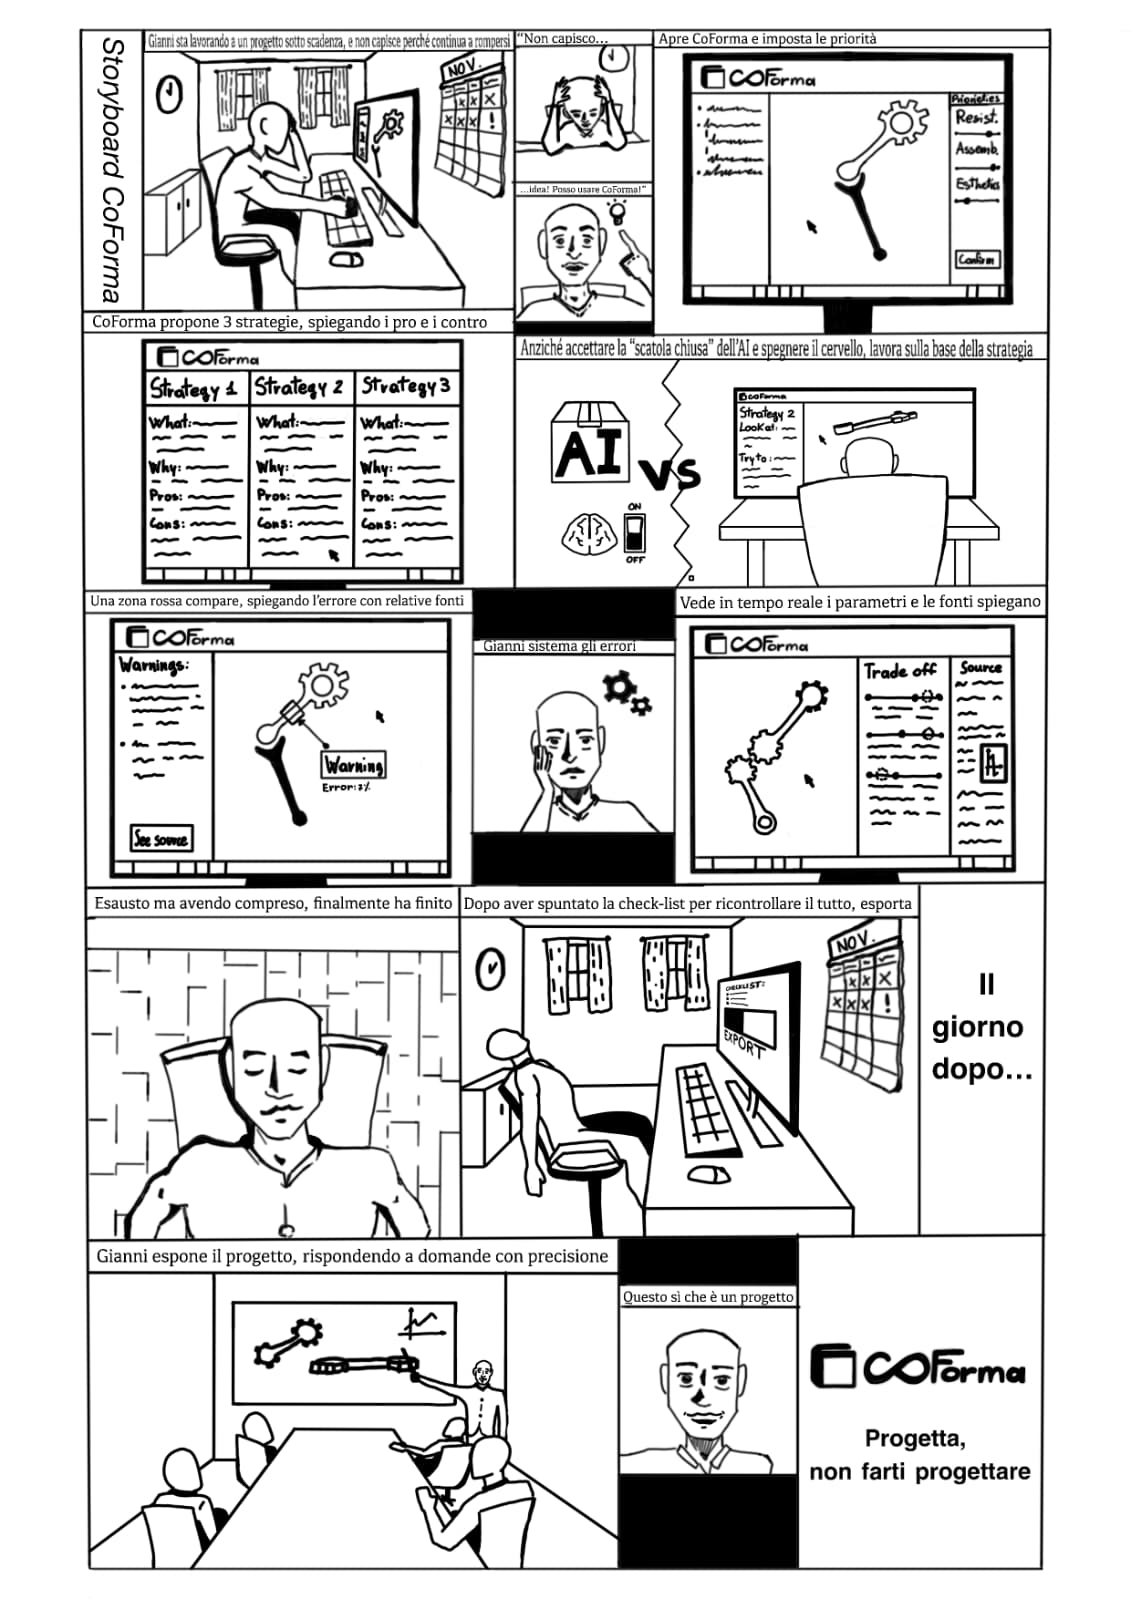 Storyboard CoForma
Gianni sta lavorando a un progetto sotto scadenza, e non capisce perché continua a rompersi
NOV.
X X X
X X X !
"Non capisco...
...idea! Posso usare CoForma!"
Apre CoForma e imposta le priorità
COForma
Priorities
Resist.
Assemb.
Esthetics
Confirm
CoForma propone 3 strategie, spiegando i pro e i contro
COForma
Strategy 1
What:
Why:
Pros:
Cons:
Strategy 2
What:
Why:
Pros:
Cons:
Strategy 3
What:
Why:
Pros:
Cons:
Anziché accettare la “scatola chiusa” dell’AI e spegnere il cervello, lavora sulla base della strategia
AI
ON
OFF
VS
COForma
Strategy 2
Look at:
Try to:
Una zona rossa compare, spiegando l’errore con relative fonti
COForma
Warnings:
See source
Warning
Error: 2%
Gianni sistema gli errori
Vede in tempo reale i parametri e le fonti spiegano
COForma
Trade off
Source
Esausto ma avendo compreso, finalmente ha finito
Dopo aver spuntato la check-list per ricontrollare il tutto, esporta
CHECKLIST:
EXPORT
NOV.
X X X
X X X !
Il
giorno
dopo...
Gianni espone il progetto, rispondendo a domande con precisione
Questo sì che è un progetto
COForma
Progetta,
non farti progettare